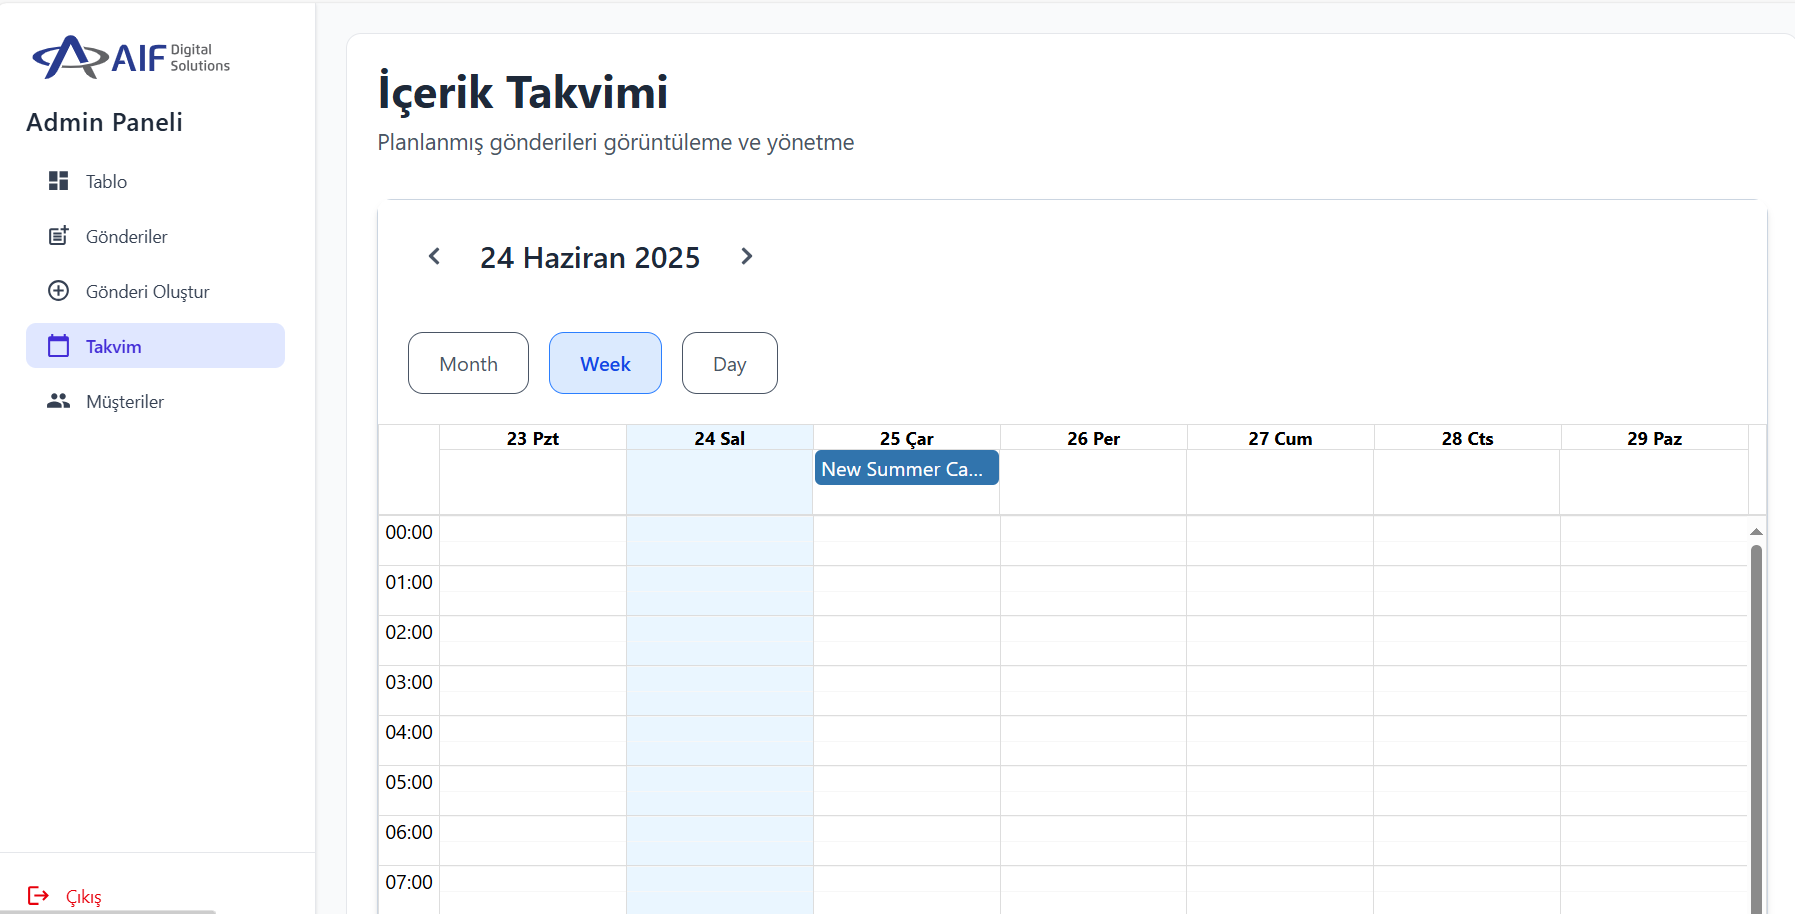 AIF Digital
Solutions
Admin Paneli
Tablo
Gönderiler
Gönderi Oluştur
Takvim
Müşteriler
Çıkış
İçerik Takvimi
Planlanmış gönderileri görüntüleme ve yönetme
24 Haziran 2025
Month Week Day
23 Pzt 24 Sal 25 Çar 26 Per 27 Cum 28 Cts 29 Paz
New Summer Ca...
00:00
01:00
02:00
03:00
04:00
05:00
06:00
07:00